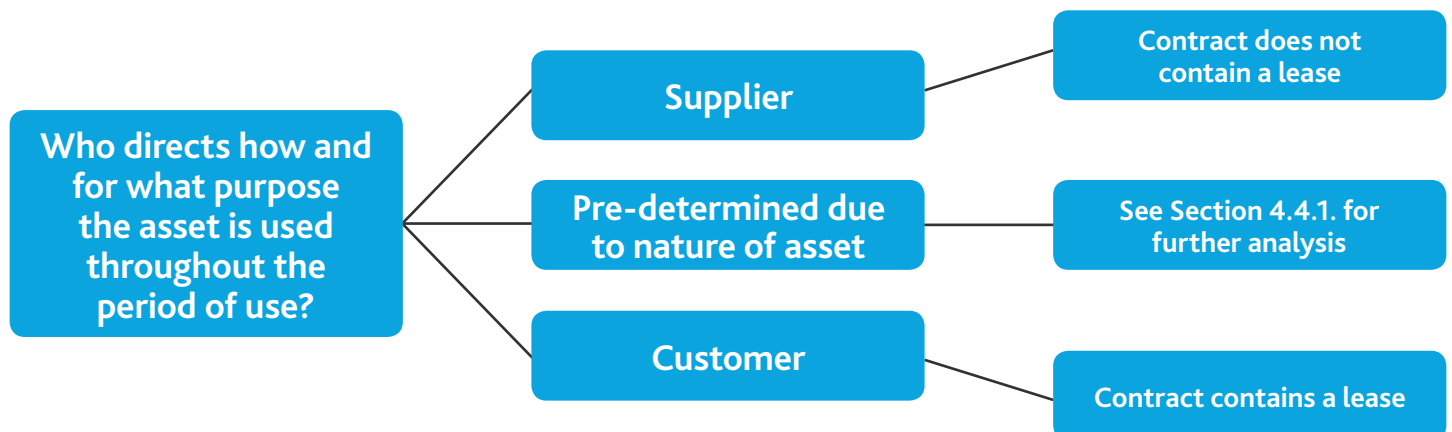 Who directs how and
for what purpose
the asset is used
throughout the
period of use?
Supplier
Contract does not
contain a lease
Pre-determined due
to nature of asset
See Section 4.4.1. for
further analysis
Customer
Contract contains a lease